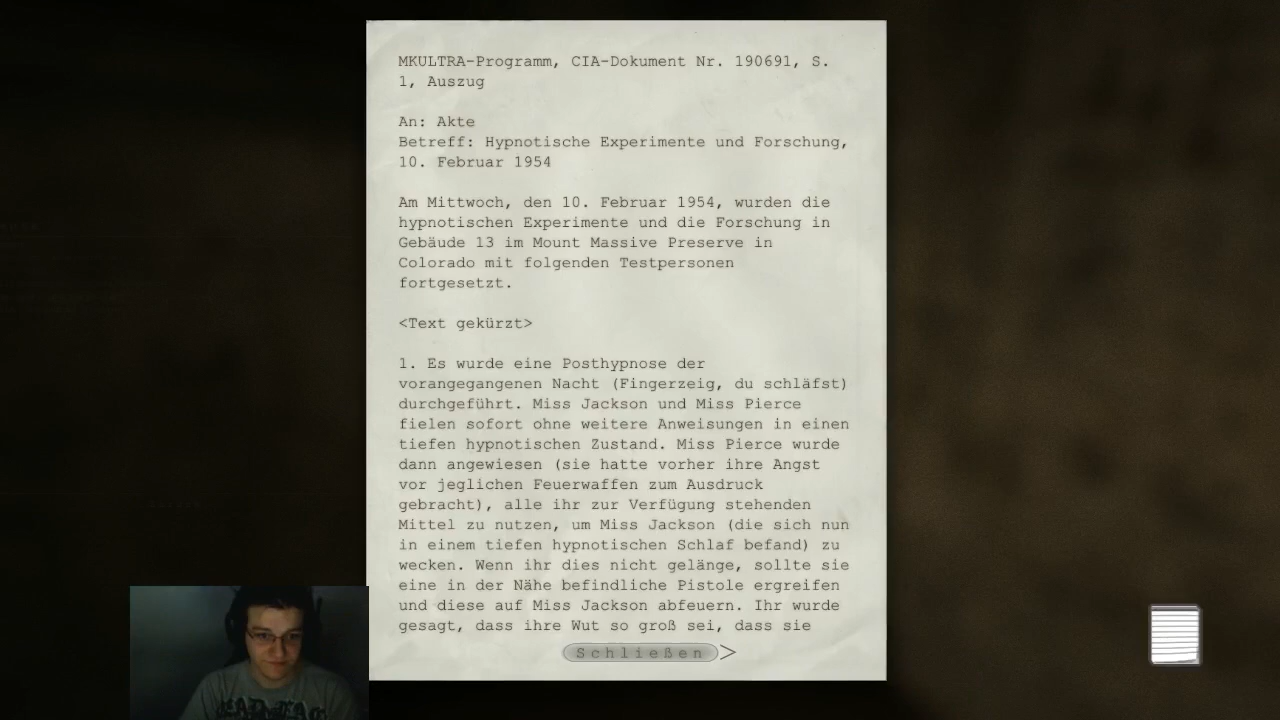 MKULTRA-Programm, CIA-Dokument Nr. 190691, S.
1, Auszug
An: Akte
Betreff: Hypnotische Experimente und Forschung,
10. Februar 1954
Am Mittwoch, den 10. Februar 1954, wurden die
hypnotischen Experimente und die Forschung in
Gebäude 13 im Mount Massive Preserve in
Colorado mit folgenden Testpersonen
fortgesetzt.
<Text gekürzt>
1. Es wurde eine Posthypnose der
vorangegangenen Nacht (Fingerzeig, du schläfst)
durchgeführt. Miss Jackson und Miss Pierce
fielen sofort ohne weitere Anweisungen in einen
tiefen hypnotischen Zustand. Miss Pierce wurde
dann angewiesen (sie hatte vorher ihre Angst
vor jeglichen Feuerwaffen zum Ausdruck
gebracht), alle ihr zur Verfügung stehenden
Mittel zu nutzen, um Miss Jackson (die sich nun
in einem tiefen hypnotischen Schlaf befand) zu
wecken. Wenn ihr dies nicht gelänge, sollte sie
eine in der Nähe befindliche Pistole ergreifen
und diese auf Miss Jackson abfeuern. Ihr wurde
gesagt, dass ihre Wut so groß sei, dass sie
Schließen >